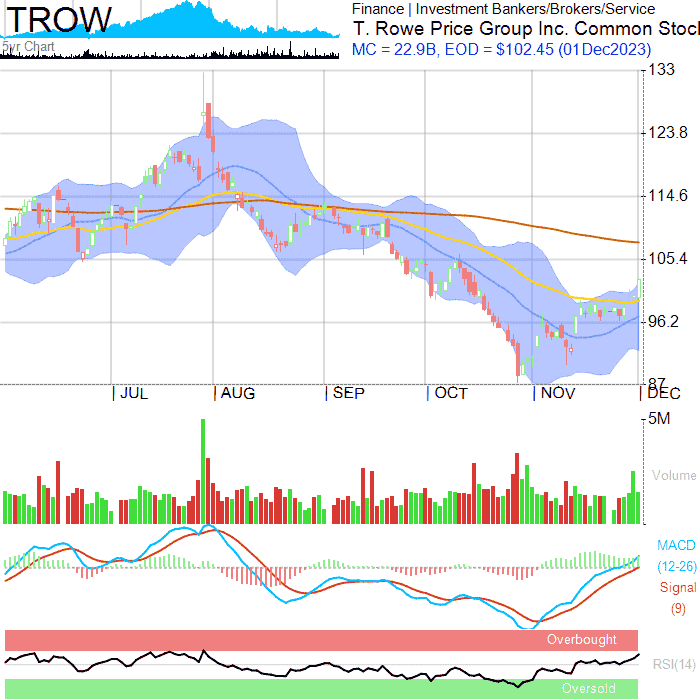 TROW
5yr Chart
Finance | Investment Bankers/Brokers/Service
T. Rowe Price Group Inc. Common Stoc
MC = 22.9B, EOD = $102.45 (01Dec2023)
133
123.8
114.6
105.4
96.2
87
JUL AUG SEP OCT NOV DEC
5M
Volume
MACD
(12-26)
Signal
(9)
Overbought
RSI(14)
Oversold